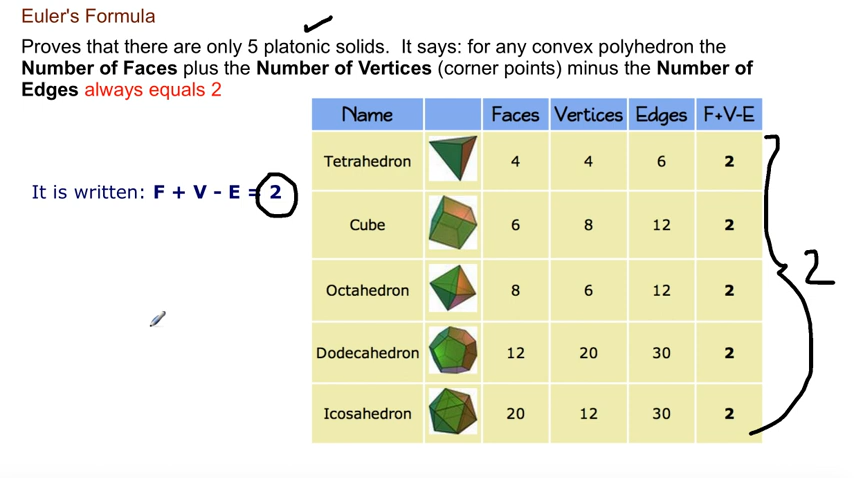 Euler's Formula
Proves that there are only 5 platonic solids.  It says: for any convex polyhedron the
Number of Faces plus the Number of Vertices (corner points) minus the Number of
Edges always equals 2
Name Faces Vertices Edges F+V-E
Tetrahedron 4 4 6 2
It is written: F + V - E = 2
Cube 6 8 12 2
2
Octahedron 8 6 12 2
Dodecahedron 12 20 30 2
Icosahedron 20 12 30 2